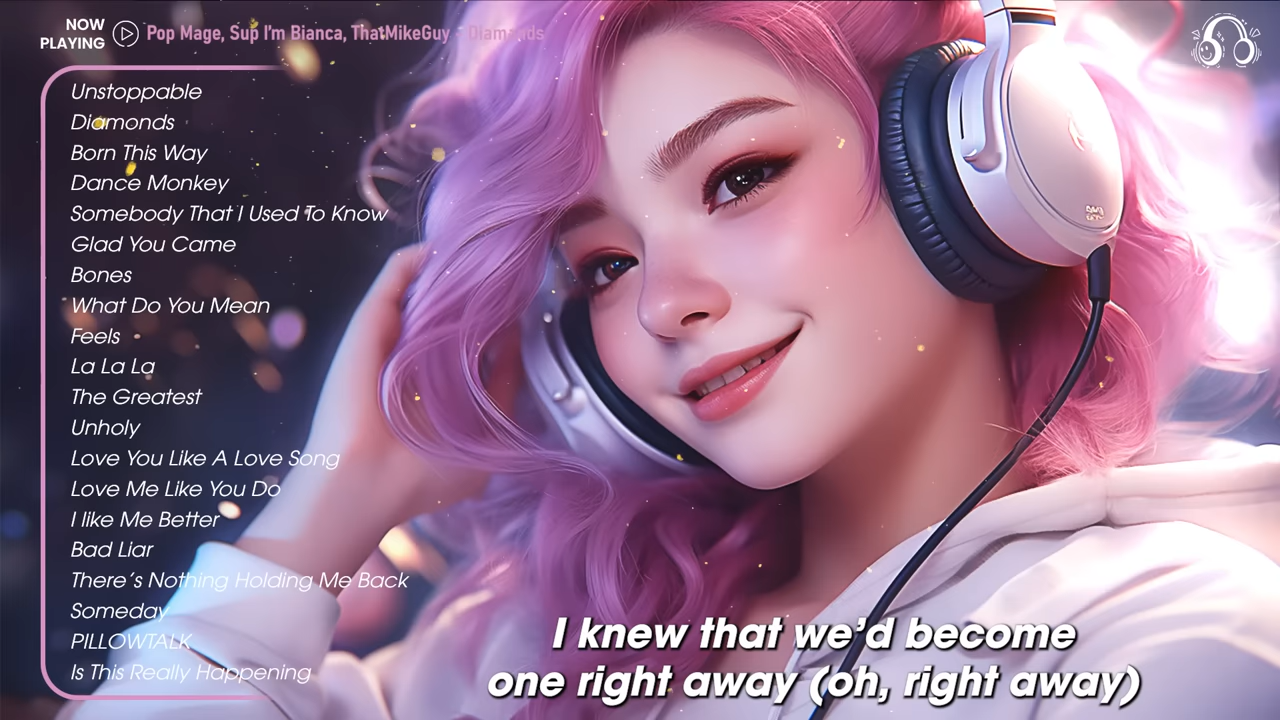 NOW
PLAYING
Pop Mage, Sup I'm Bianca, ThatMikeGuy - Diamonds
Unstoppable
Diamonds
Born This Way
Dance Monkey
Somebody That I Used To Know
Glad You Came
Bones
What Do You Mean
Feels
La La La
The Greatest
Unholy
Love You Like A Love Song
Love Me Like You Do
I like Me Better
Bad Liar
There's Nothing Holding Me Back
Someday
PILLOWTALK
Is This Really Happening
I knew that we'd become
one right away (oh, right away)